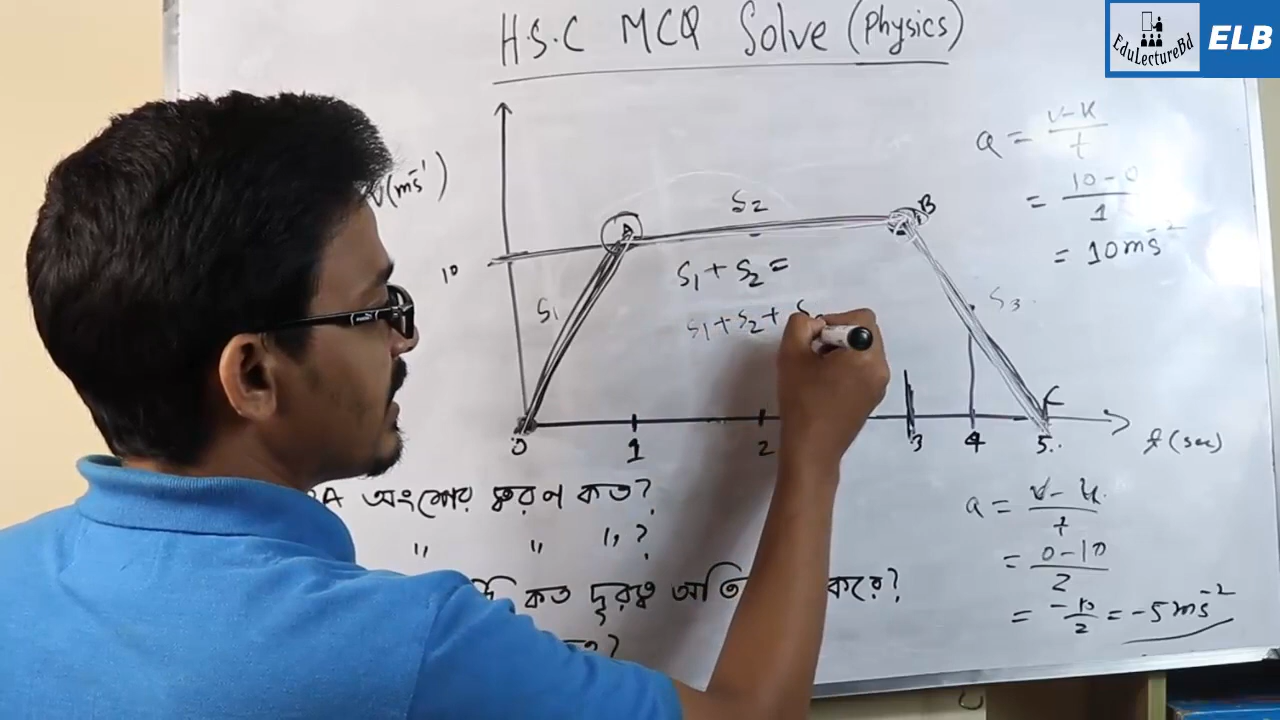 H.S.C MCQ Solve (Physics)
EduLectureBd
ELB
V(ms⁻¹)
10
S₁
A
S₂
B
S₃
C
S₁+S₂=
S₁+S₂+
0 1 2 3 4 5
t(sec)
a = v-u/t
= 10-0/1
= 10ms⁻²
A অংশের ত্বরণ কত?
" " " ?
কত দূরত্ব করে?
a = v-u/t
= 0-10/2
= -10/2 = -5ms⁻²